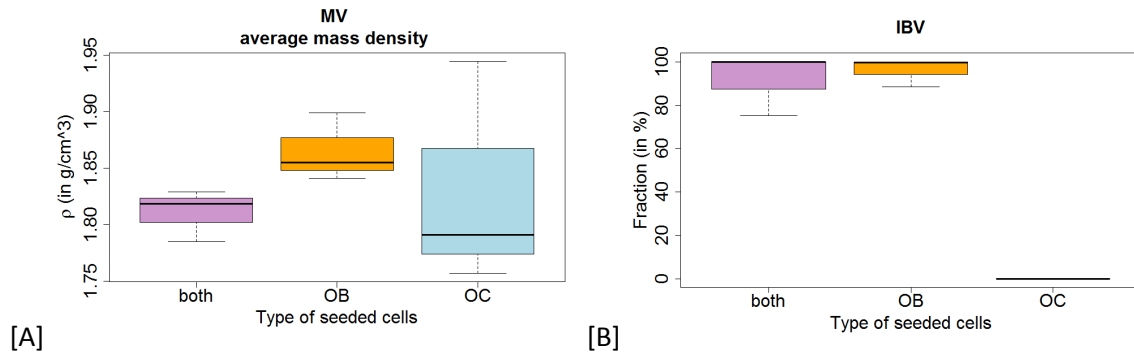 MV
average mass density
ρ (in g/cm^3)
1.95
1.90
1.85
1.80
1.75
both OB OC
Type of seeded cells
[A]
IBV
Fraction (in %)
100
80
60
40
20
0
both OB OC
Type of seeded cells
[B]